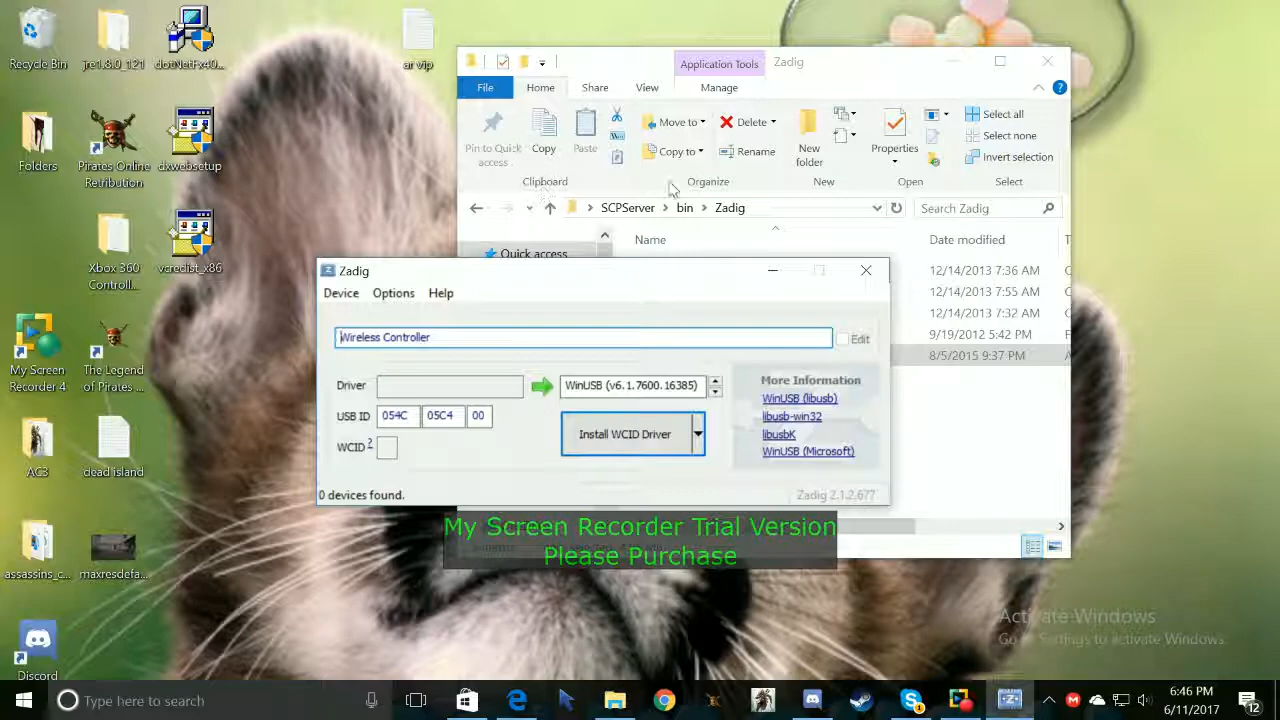 Recycle Bin
jre1.8.0_121
dotNetFx40...
ar vip
Folders
Pirates Online
Retribution
dxwebsetup
Xbox 360
Controll...
vcredist_x86
My Screen
Recorder 4
The Legend
of Pirates ...
AC3
dead island
assassins_c...
maxresdefa...
Discord
Application Tools
Zadig
File
Home
Share
View
Manage
Pin to Quick
access
Copy
Paste
Move to
Copy to
Delete
Rename
New
folder
Properties
Select all
Select none
Invert selection
Clipboard
Organize
New
Open
Select
SCPServer
bin
Zadig
Search Zadig
Quick access
Name
Date modified
12/14/2013 7:36 AM
12/14/2013 7:55 AM
12/14/2013 7:32 AM
9/19/2012 5:42 PM
8/5/2015 9:37 PM
Zadig
Device Options Help
Wireless Controller
Edit
Driver
WinUSB (v6.1.7600.16385)
USB ID
054C
05C4
00
WCID ?
Install WCID Driver
More Information
WinUSB (libusb)
libusb-win32
libusbK
WinUSB (Microsoft)
0 devices found.
Zadig 2.1.2.677
My Screen Recorder Trial Version
Please Purchase
Activate Windows
Go to Settings to activate Windows.
Type here to search
6:46 PM
6/11/2017
12